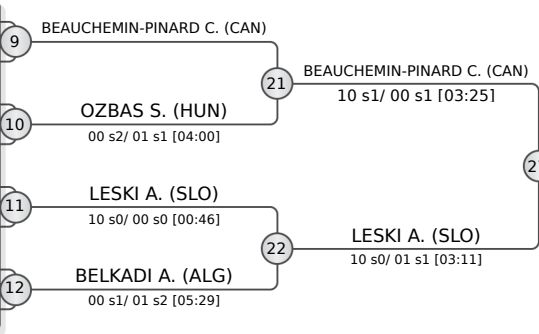 BEAUCHEMIN-PINARD C. (CAN)
9
21
BEAUCHEMIN-PINARD C. (CAN)
10 s1/ 00 s1 [03:25]
OZBAS S. (HUN)
10
00 s2/ 01 s1 [04:00]
LESKI A. (SLO)
11
10 s0/ 00 s0 [00:46]
22
LESKI A. (SLO)
10 s0/ 01 s1 [03:11]
BELKADI A. (ALG)
12
00 s1/ 01 s2 [05:29]